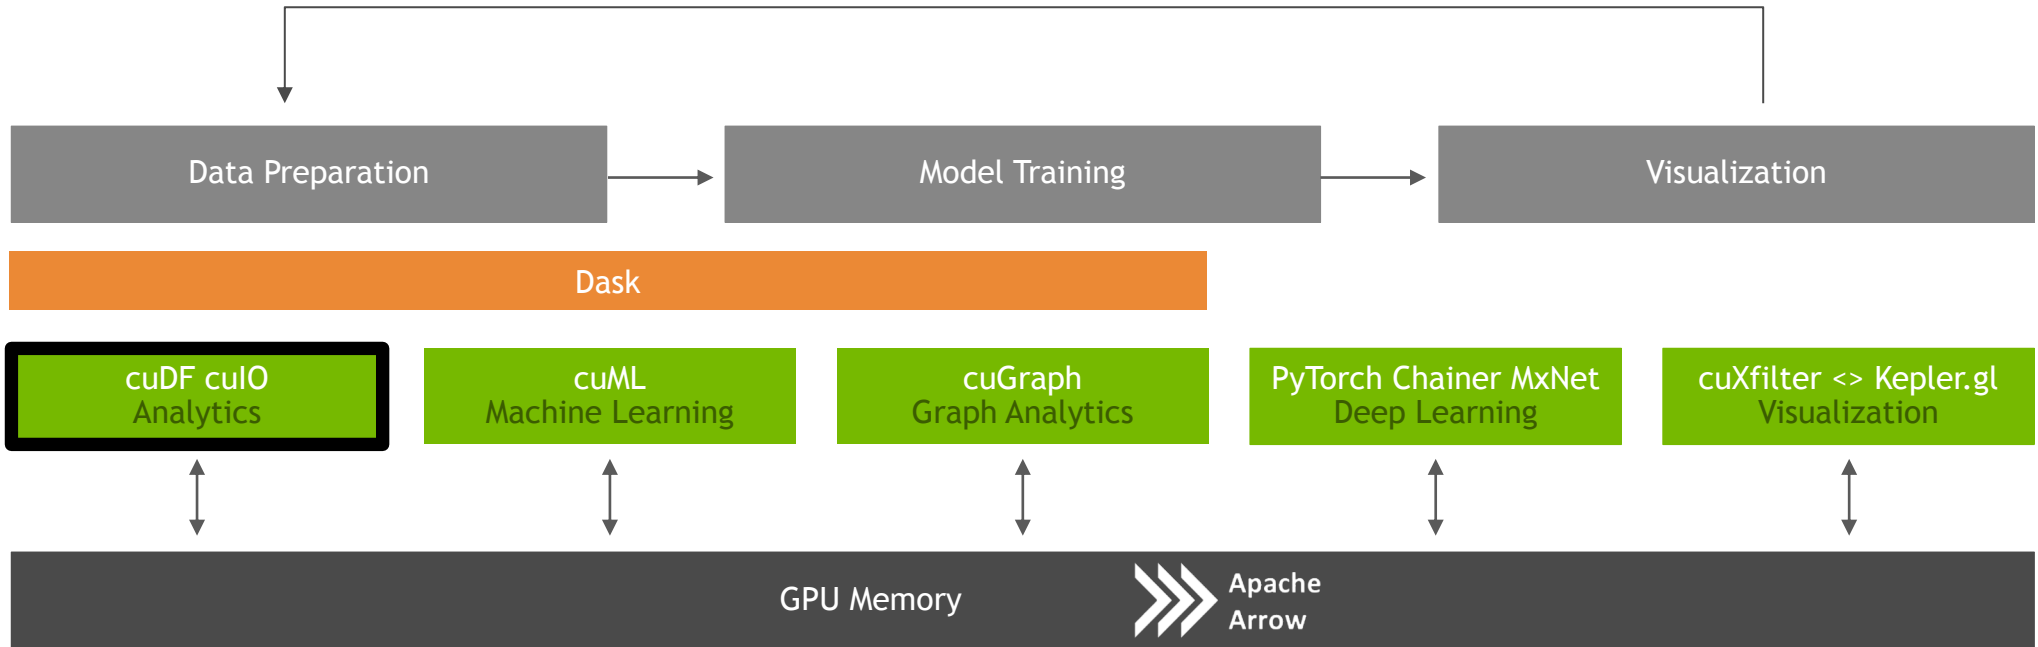 Data Preparation
Model Training
Visualization
Dask
cuDF cuIO
Analytics
cuML
Machine Learning
cuGraph
Graph Analytics
PyTorch Chainer MxNet
Deep Learning
cuXfilter <> Kepler.gl
Visualization
GPU Memory
Apache
Arrow